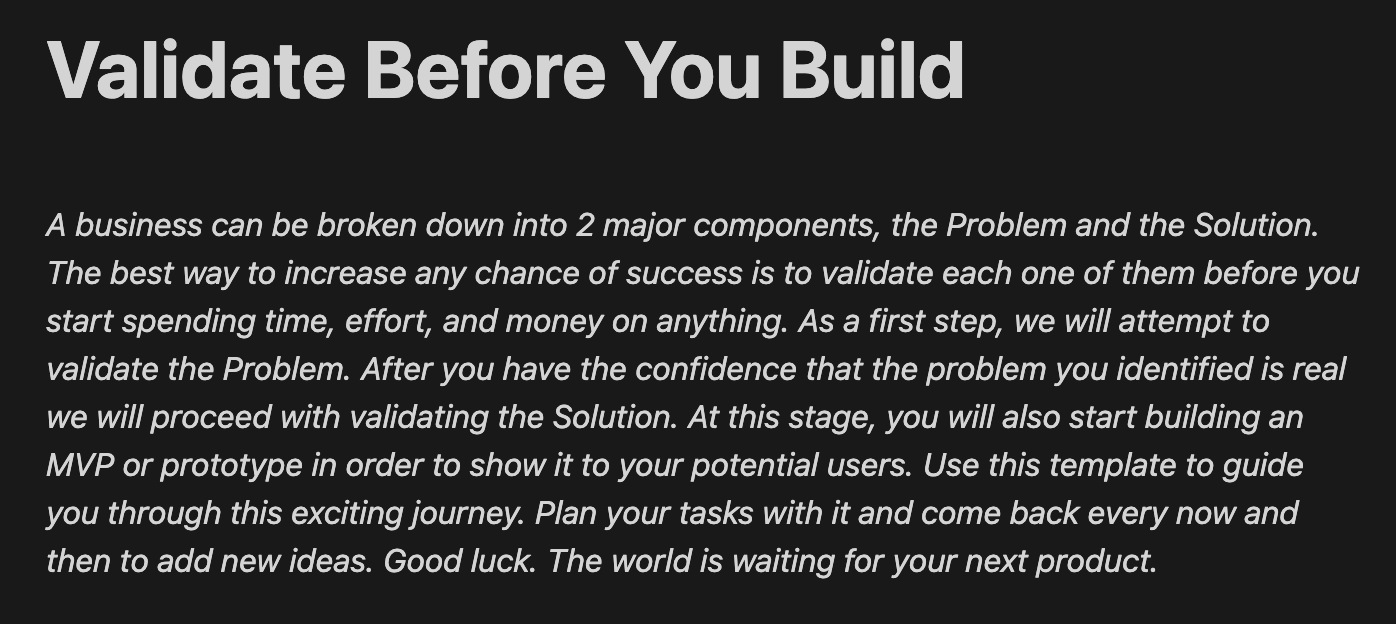 Validate Before You Build
A business can be broken down into 2 major components, the Problem and the Solution.
The best way to increase any chance of success is to validate each one of them before you
start spending time, effort, and money on anything. As a first step, we will attempt to
validate the Problem. After you have the confidence that the problem you identified is real
we will proceed with validating the Solution. At this stage, you will also start building an
MVP or prototype in order to show it to your potential users. Use this template to guide
you through this exciting journey. Plan your tasks with it and come back every now and
then to add new ideas. Good luck. The world is waiting for your next product.